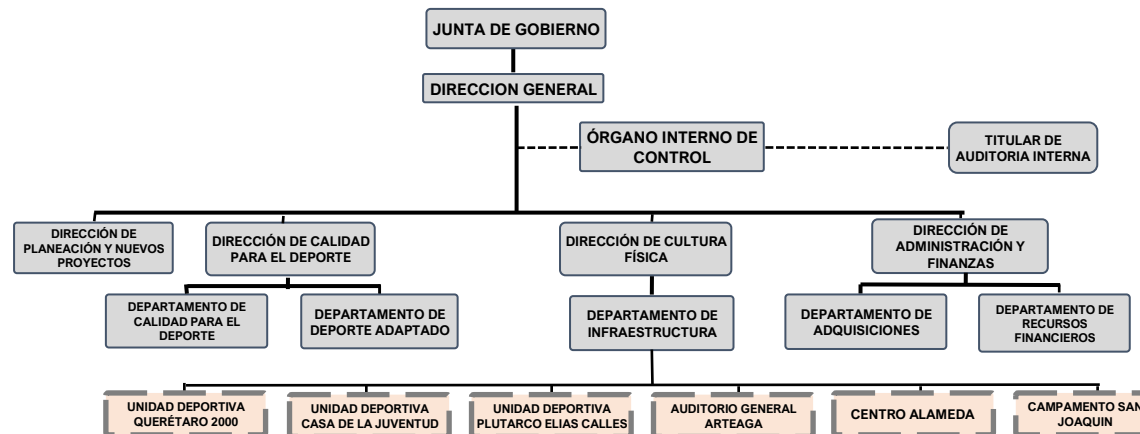 JUNTA DE GOBIERNO
DIRECCION GENERAL
ÓRGANO INTERNO DE
CONTROL
TITULAR DE
AUDITORIA INTERNA
DIRECCIÓN DE
PLANEACIÓN Y NUEVOS
PROYECTOS
DIRECCIÓN DE CALIDAD
PARA EL DEPORTE
DIRECCIÓN DE CULTURA
FÍSICA
DIRECCIÓN DE
ADMINISTRACIÓN Y
FINANZAS
DEPARTAMENTO DE
CALIDAD PARA EL
DEPORTE
DEPARTAMENTO DE
DEPORTE ADAPTADO
DEPARTAMENTO DE
INFRAESTRUCTURA
DEPARTAMENTO DE
ADQUISICIONES
DEPARTAMENTO DE
RECURSOS
FINANCIEROS
UNIDAD DEPORTIVA
QUERÉTARO 2000
UNIDAD DEPORTIVA
CASA DE LA JUVENTUD
UNIDAD DEPORTIVA
PLUTARCO ELIAS CALLES
AUDITORIO GENERAL
ARTEAGA
CENTRO ALAMEDA
CAMPAMENTO SAN
JOAQUIN